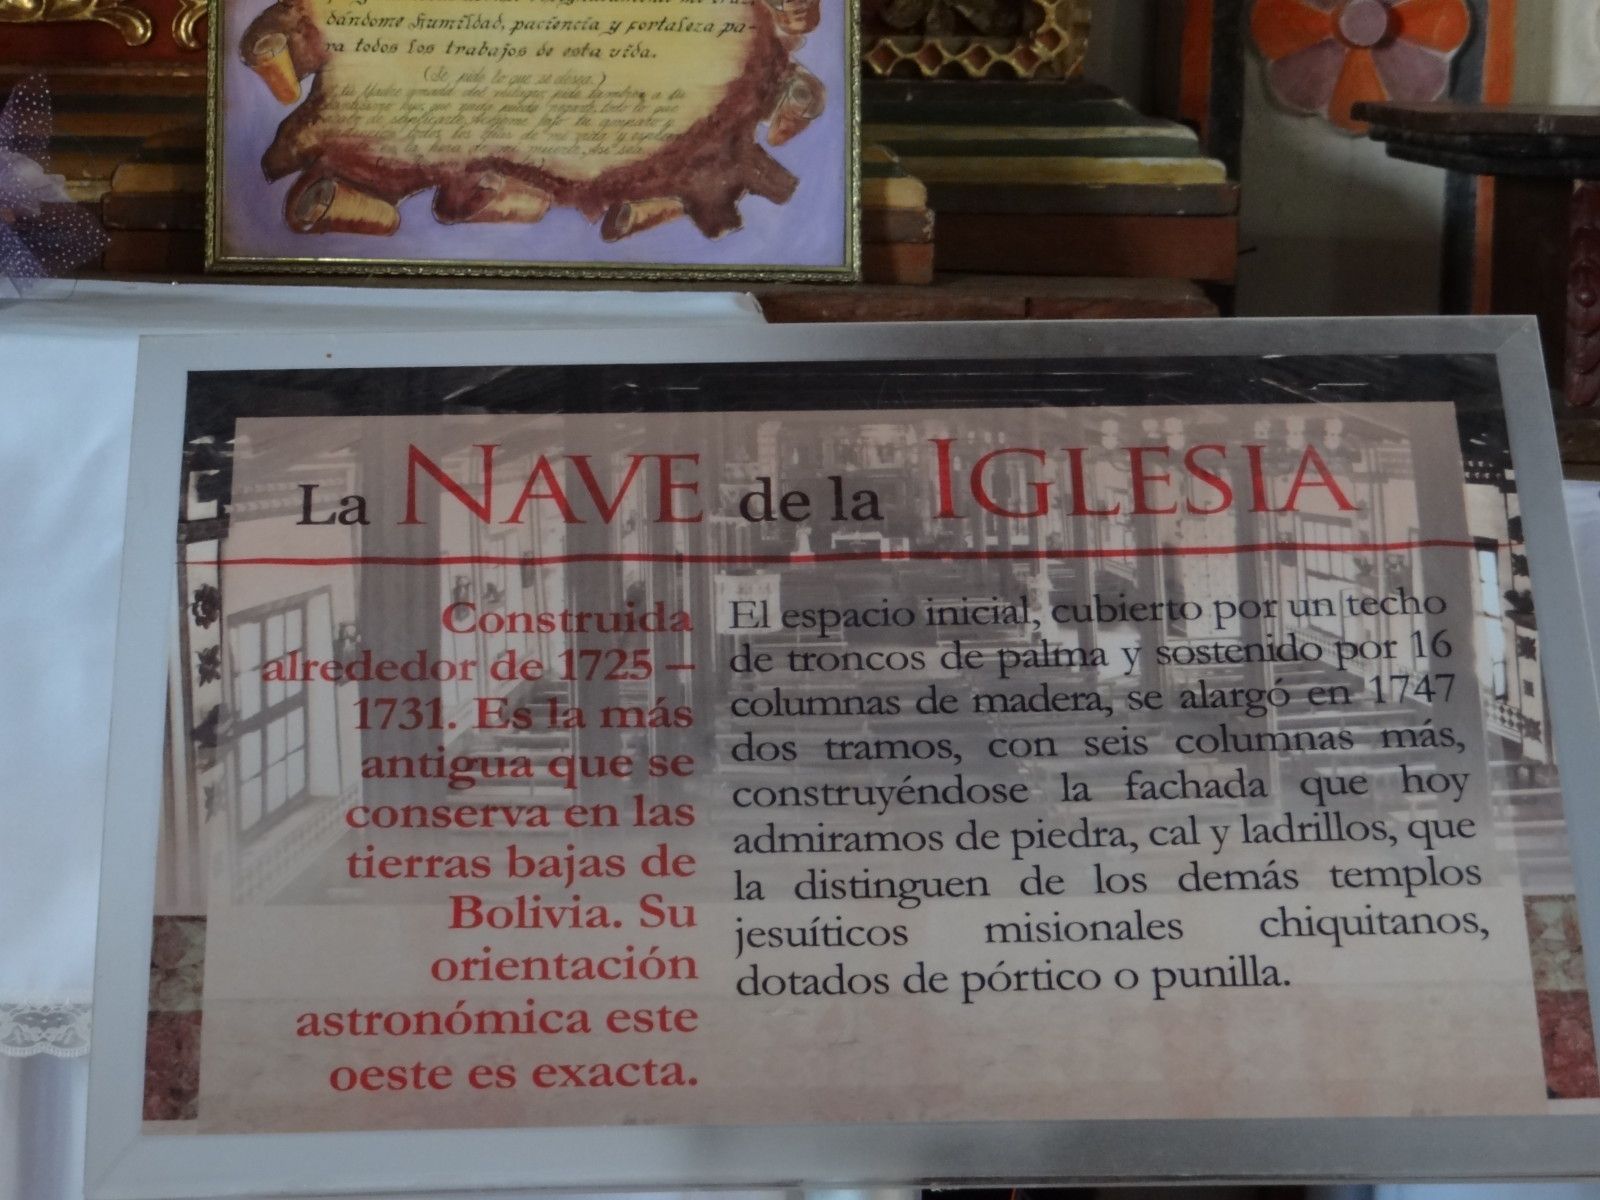 dándome humildad, paciencia y fortaleza pa-
ra todos los trabajos de esta vida.
(Se pide lo que se desea.)
La NAVE de la IGLESIA
Construida
alrededor de 1725 –
1731. Es la más
antigua que se
conserva en las
tierras bajas de
Bolivia. Su
orientación
astronómica este
oeste es exacta.
El espacio inicial, cubierto por un techo
de troncos de palma y sostenido por 16
columnas de madera, se alargó en 1747
dos tramos, con seis columnas más,
construyéndose la fachada que hoy
admiramos de piedra, cal y ladrillos, que
la distinguen de los demás templos
jesuíticos misionales chiquitanos,
dotados de pórtico o punilla.